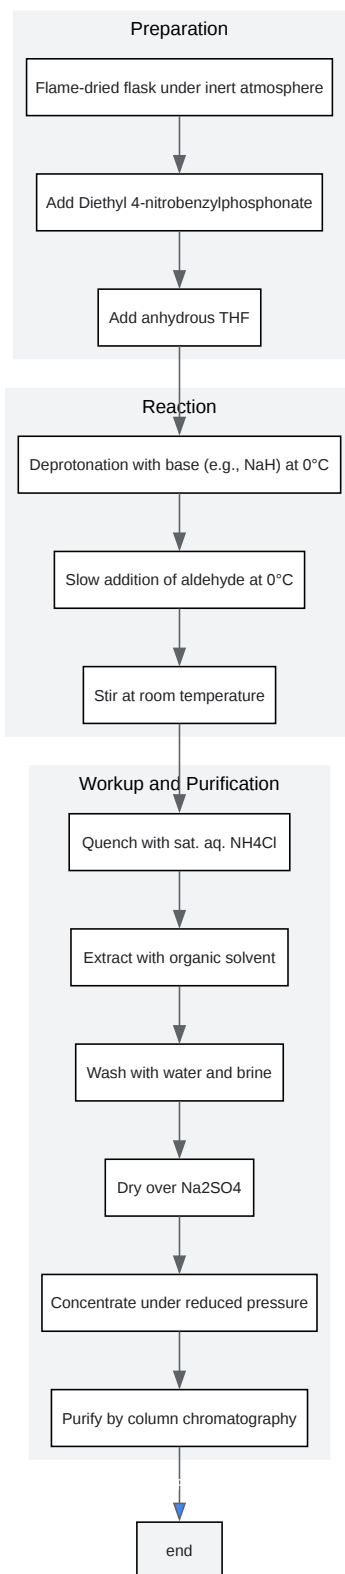 Preparation
Flame-dried flask under inert atmosphere
Add Diethyl 4-nitrobenzylphosphonate
Add anhydrous THF
Reaction
Deprotonation with base (e.g., NaH) at 0°C
Slow addition of aldehyde at 0°C
Stir at room temperature
Workup and Purification
Quench with sat. aq. NH4Cl
Extract with organic solvent
Wash with water and brine
Dry over Na2SO4
Concentrate under reduced pressure
Purify by column chromatography
end